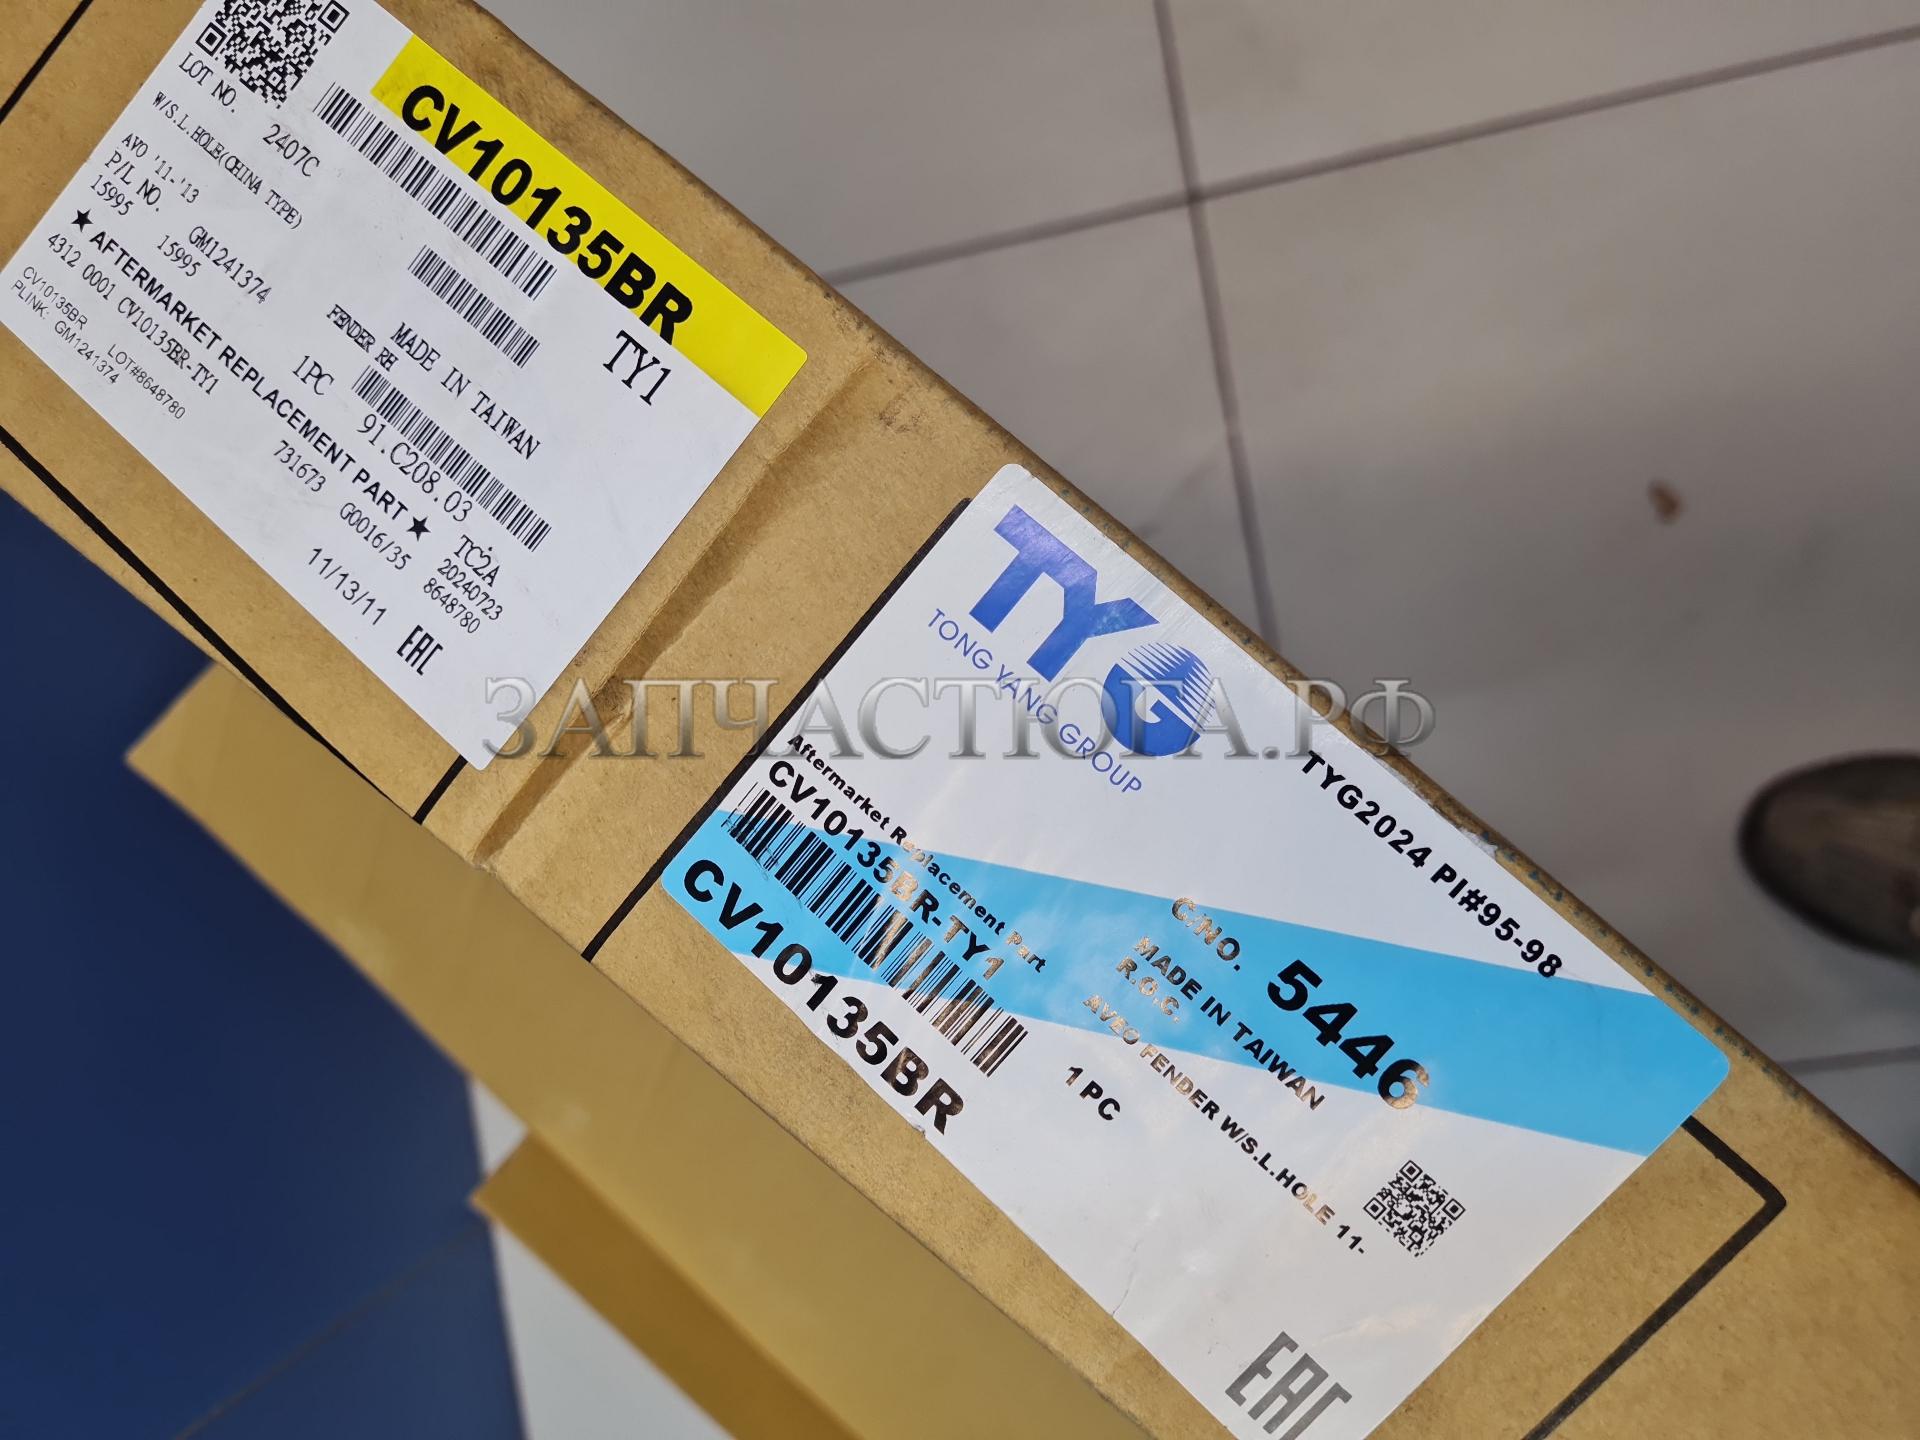 CV10135BR
TY1
LOT NO. 2407C
W/S.L.HOLE(CHINA TYPE)
AVO '11-'13
MADE IN TAIWAN
P/L NO. GM1241374
FENDER RH
15995 15995
1PC 91.C208.03 TC2A
★ AFTERMARKET REPLACEMENT PART ★ 20240723
4312 0001 CV10135BR-TY1 731673 G0016/35 8648780
CV10135BR LOT#8648780
PLINK: GM1241374
11/13/11 EAC
TYG
TONG YANG GROUP
TYG2024 PI#95-98
Aftermarket Replacement Part
CV10135BR-TY1
C/NO. 5446
MADE IN TAIWAN
R.O.C.
AVEO FENDER W/S.L.HOLE 11-
1 PC
CV10135BR
EAC
ЗАПЧАСТЮГА.РФ